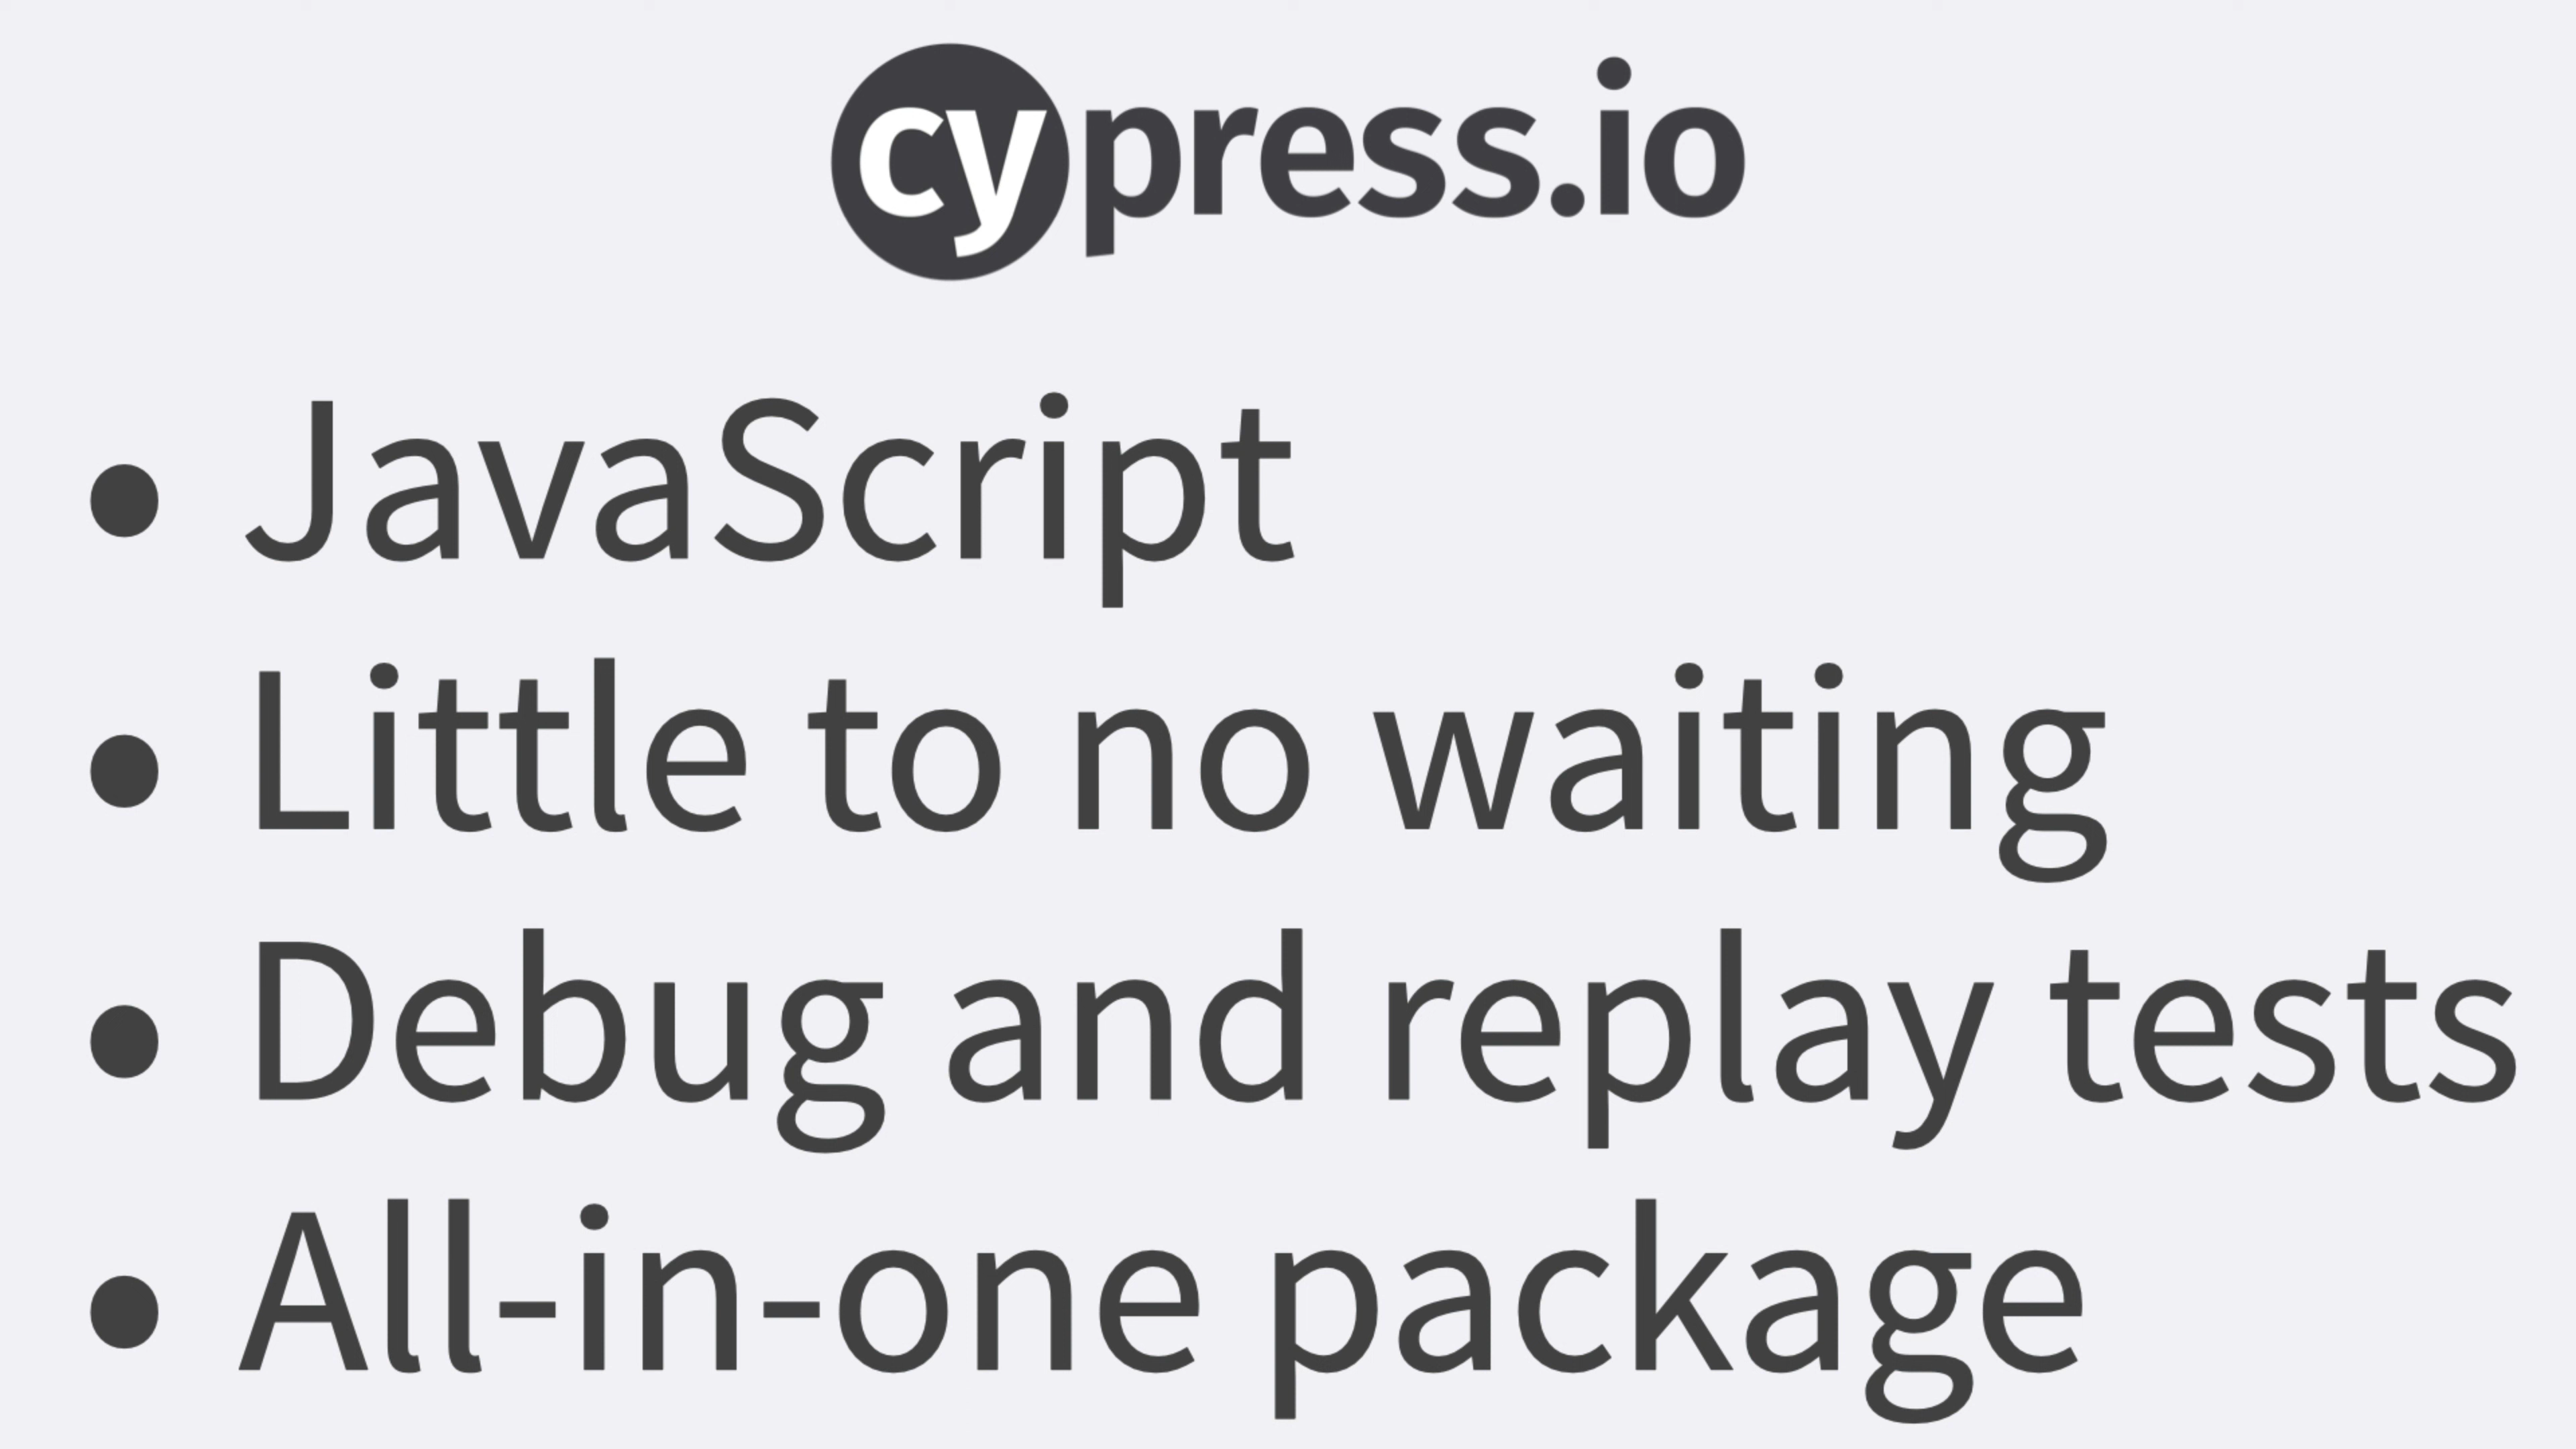 cypress.io
• JavaScript
• Little to no waiting
• Debug and replay tests
• All-in-one package